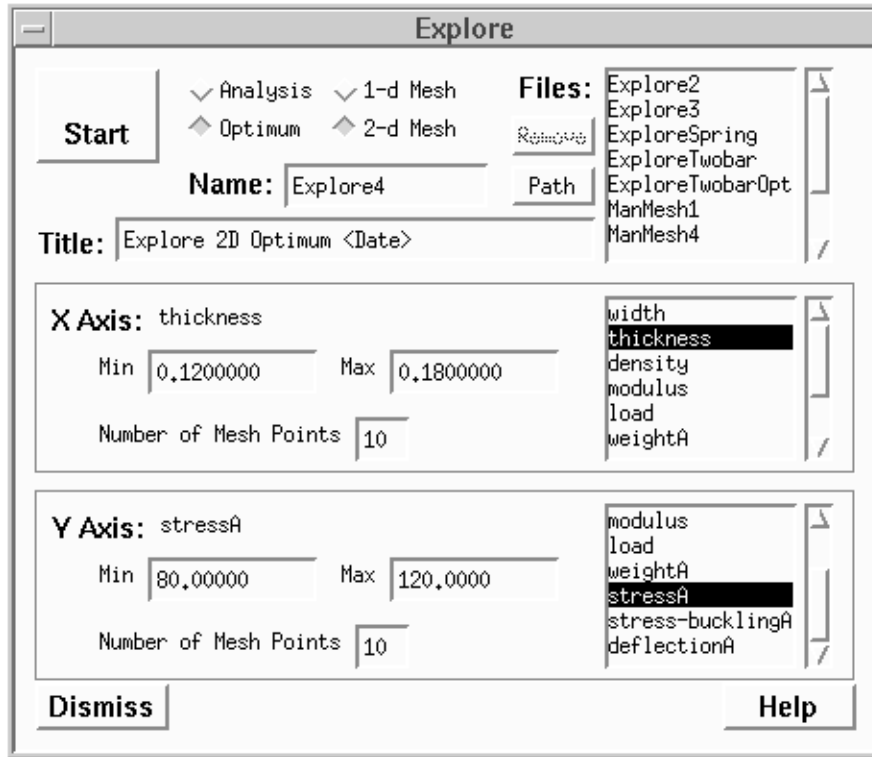 Explore
Start
Analysis 1-d Mesh
Optimum 2-d Mesh
Name: Explore4
Files:
Remove
Path
Explore2
Explore3
ExploreSpring
ExploreTwobar
ExploreTwobarOpt
ManMesh1
ManMesh4
Title: Explore 2D Optimum <Date>
X Axis: thickness
Min 0.1200000 Max 0.1800000
Number of Mesh Points 10
width
thickness
density
modulus
load
weightA
Y Axis: stressA
Min 80.00000 Max 120.0000
Number of Mesh Points 10
modulus
load
weightA
stressA
stress-bucklingA
deflectionA
Dismiss Help